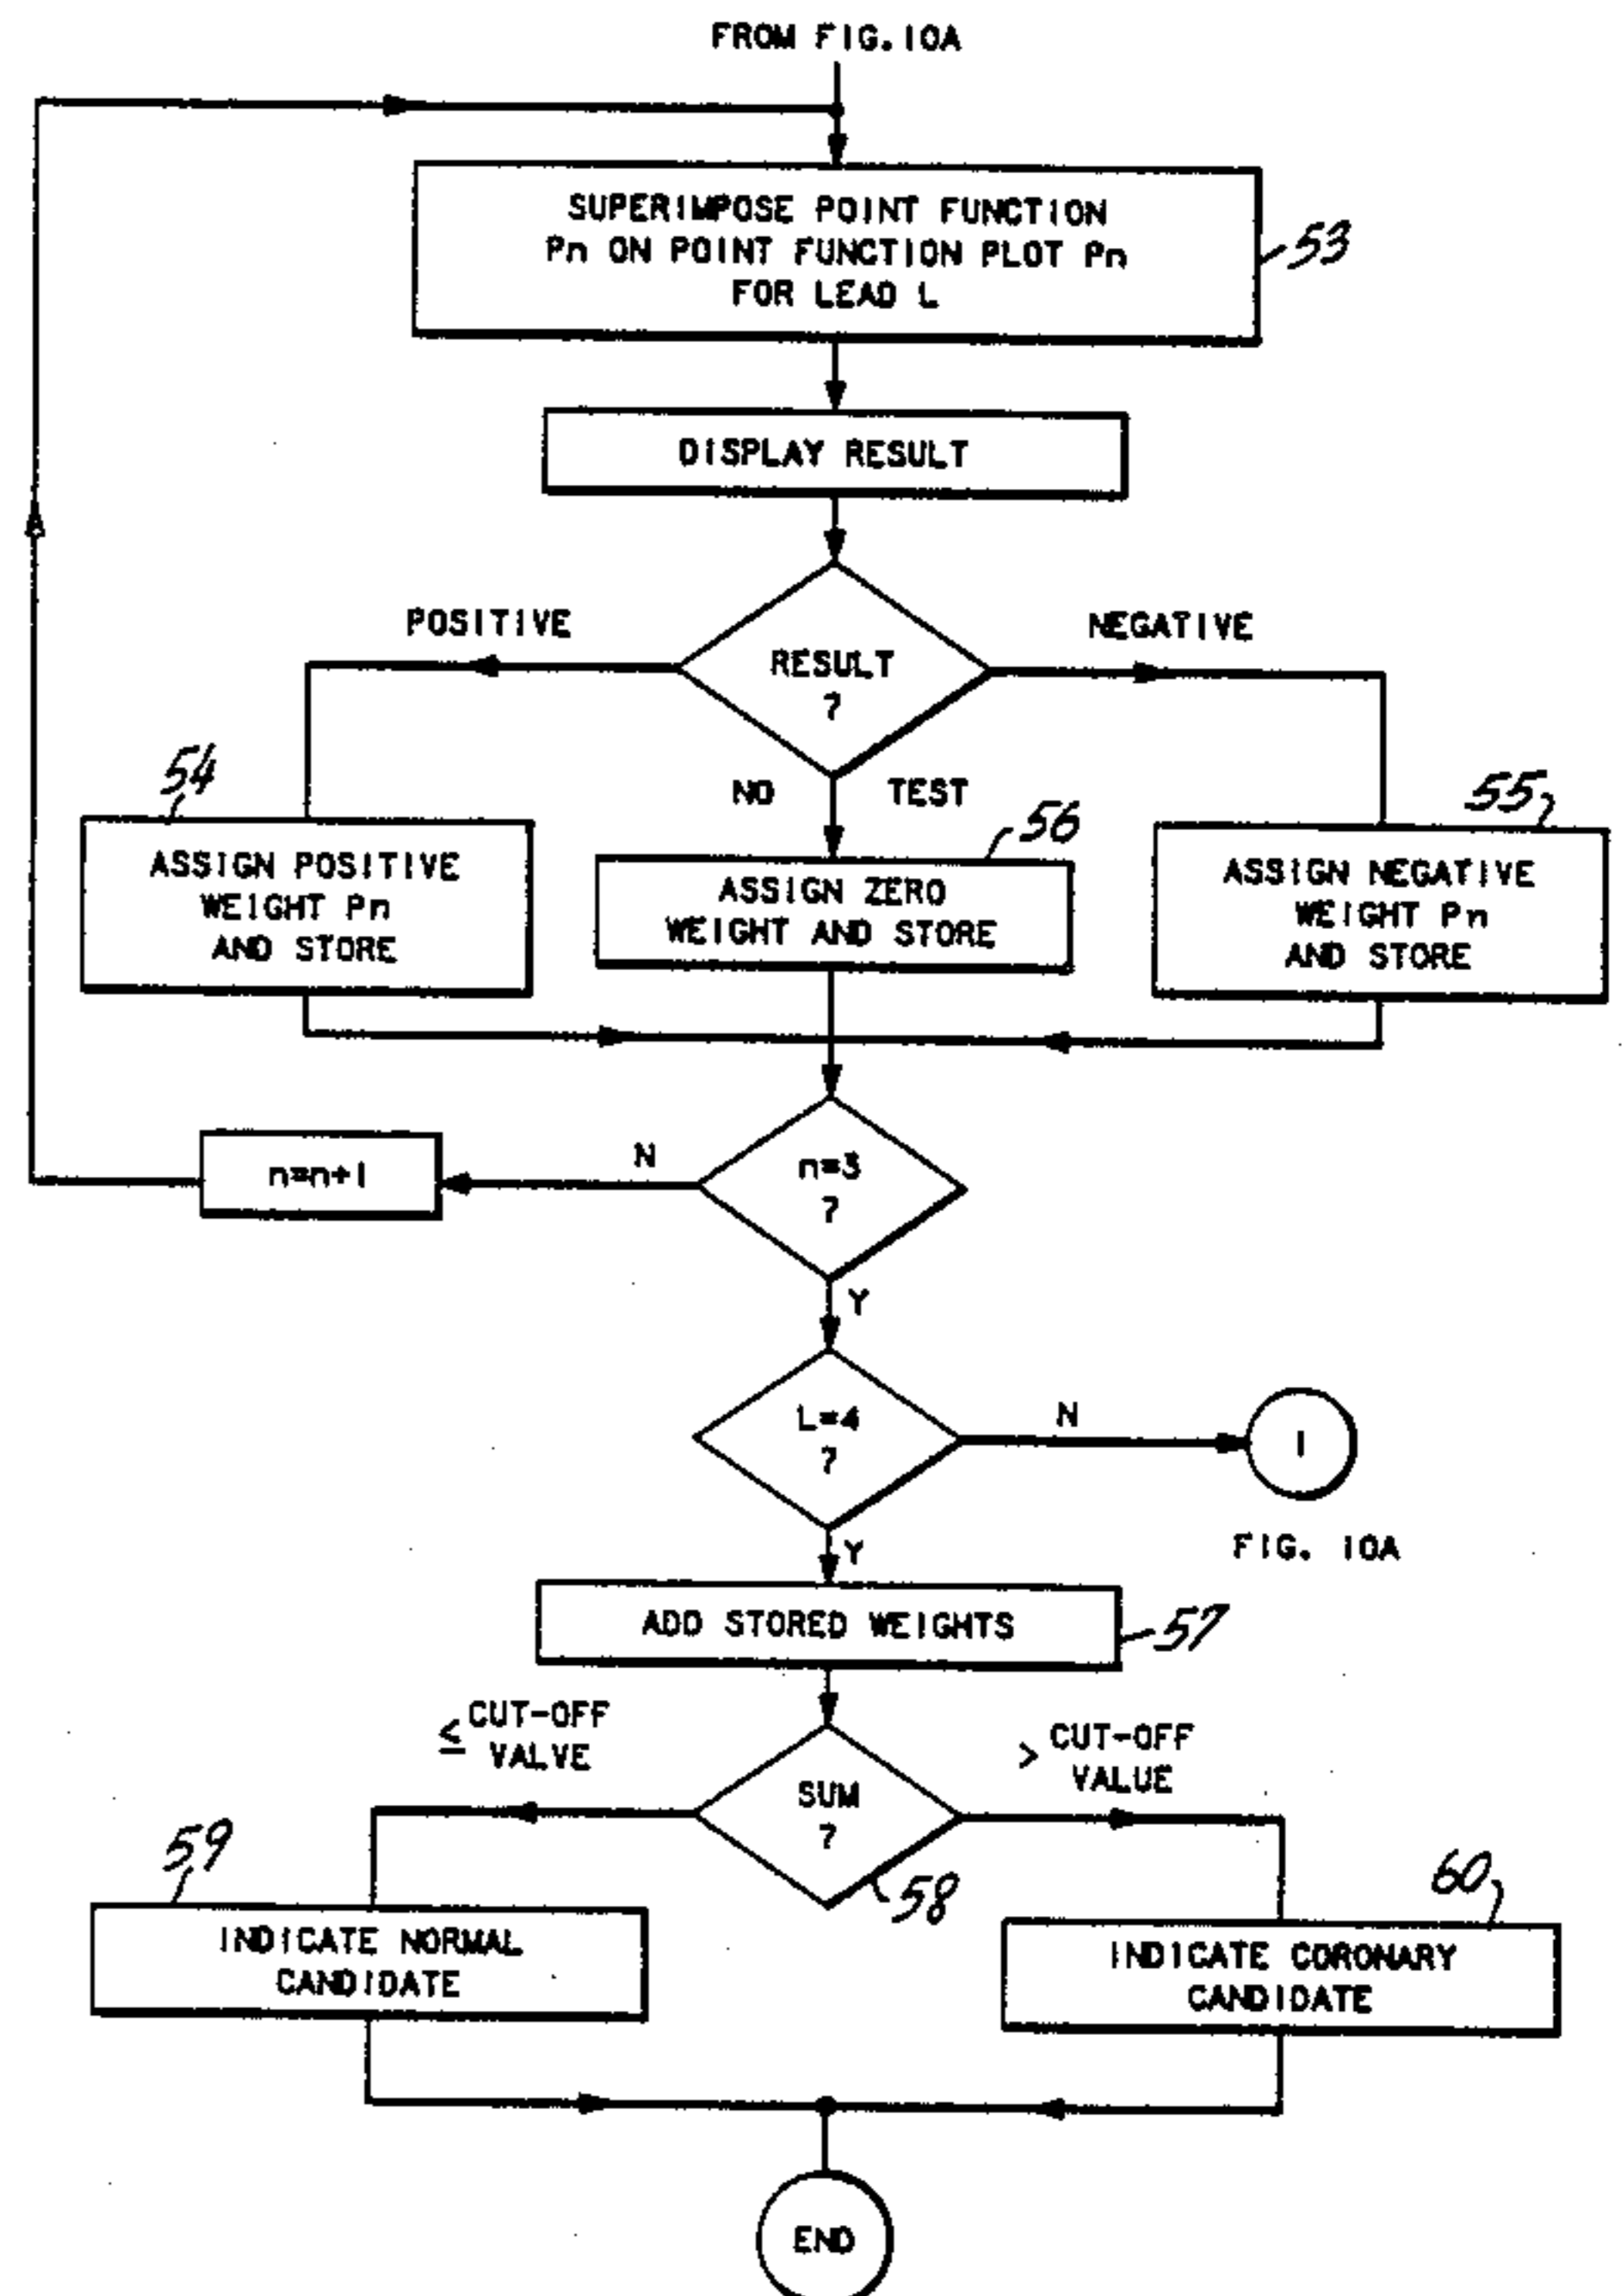 FROM FIG. 10A
SUPERIMPOSE POINT FUNCTION
Pn ON POINT FUNCTION PLOT Pn
FOR LEAD L
53
DISPLAY RESULT
POSITIVE
NEGATIVE
RESULT
?
NO TEST
54
ASSIGN POSITIVE
WEIGHT Pn
AND STORE
56
ASSIGN ZERO
WEIGHT AND STORE
55
ASSIGN NEGATIVE
WEIGHT Pn
AND STORE
n=3
?
N
n=n+1
Y
L=4
?
N
1
FIG. 10A
Y
ADD STORED WEIGHTS
57
≤ CUT-OFF
VALVE
> CUT-OFF
VALUE
SUM
?
58
59
INDICATE NORMAL
CANDIDATE
60
INDICATE CORONARY
CANDIDATE
END